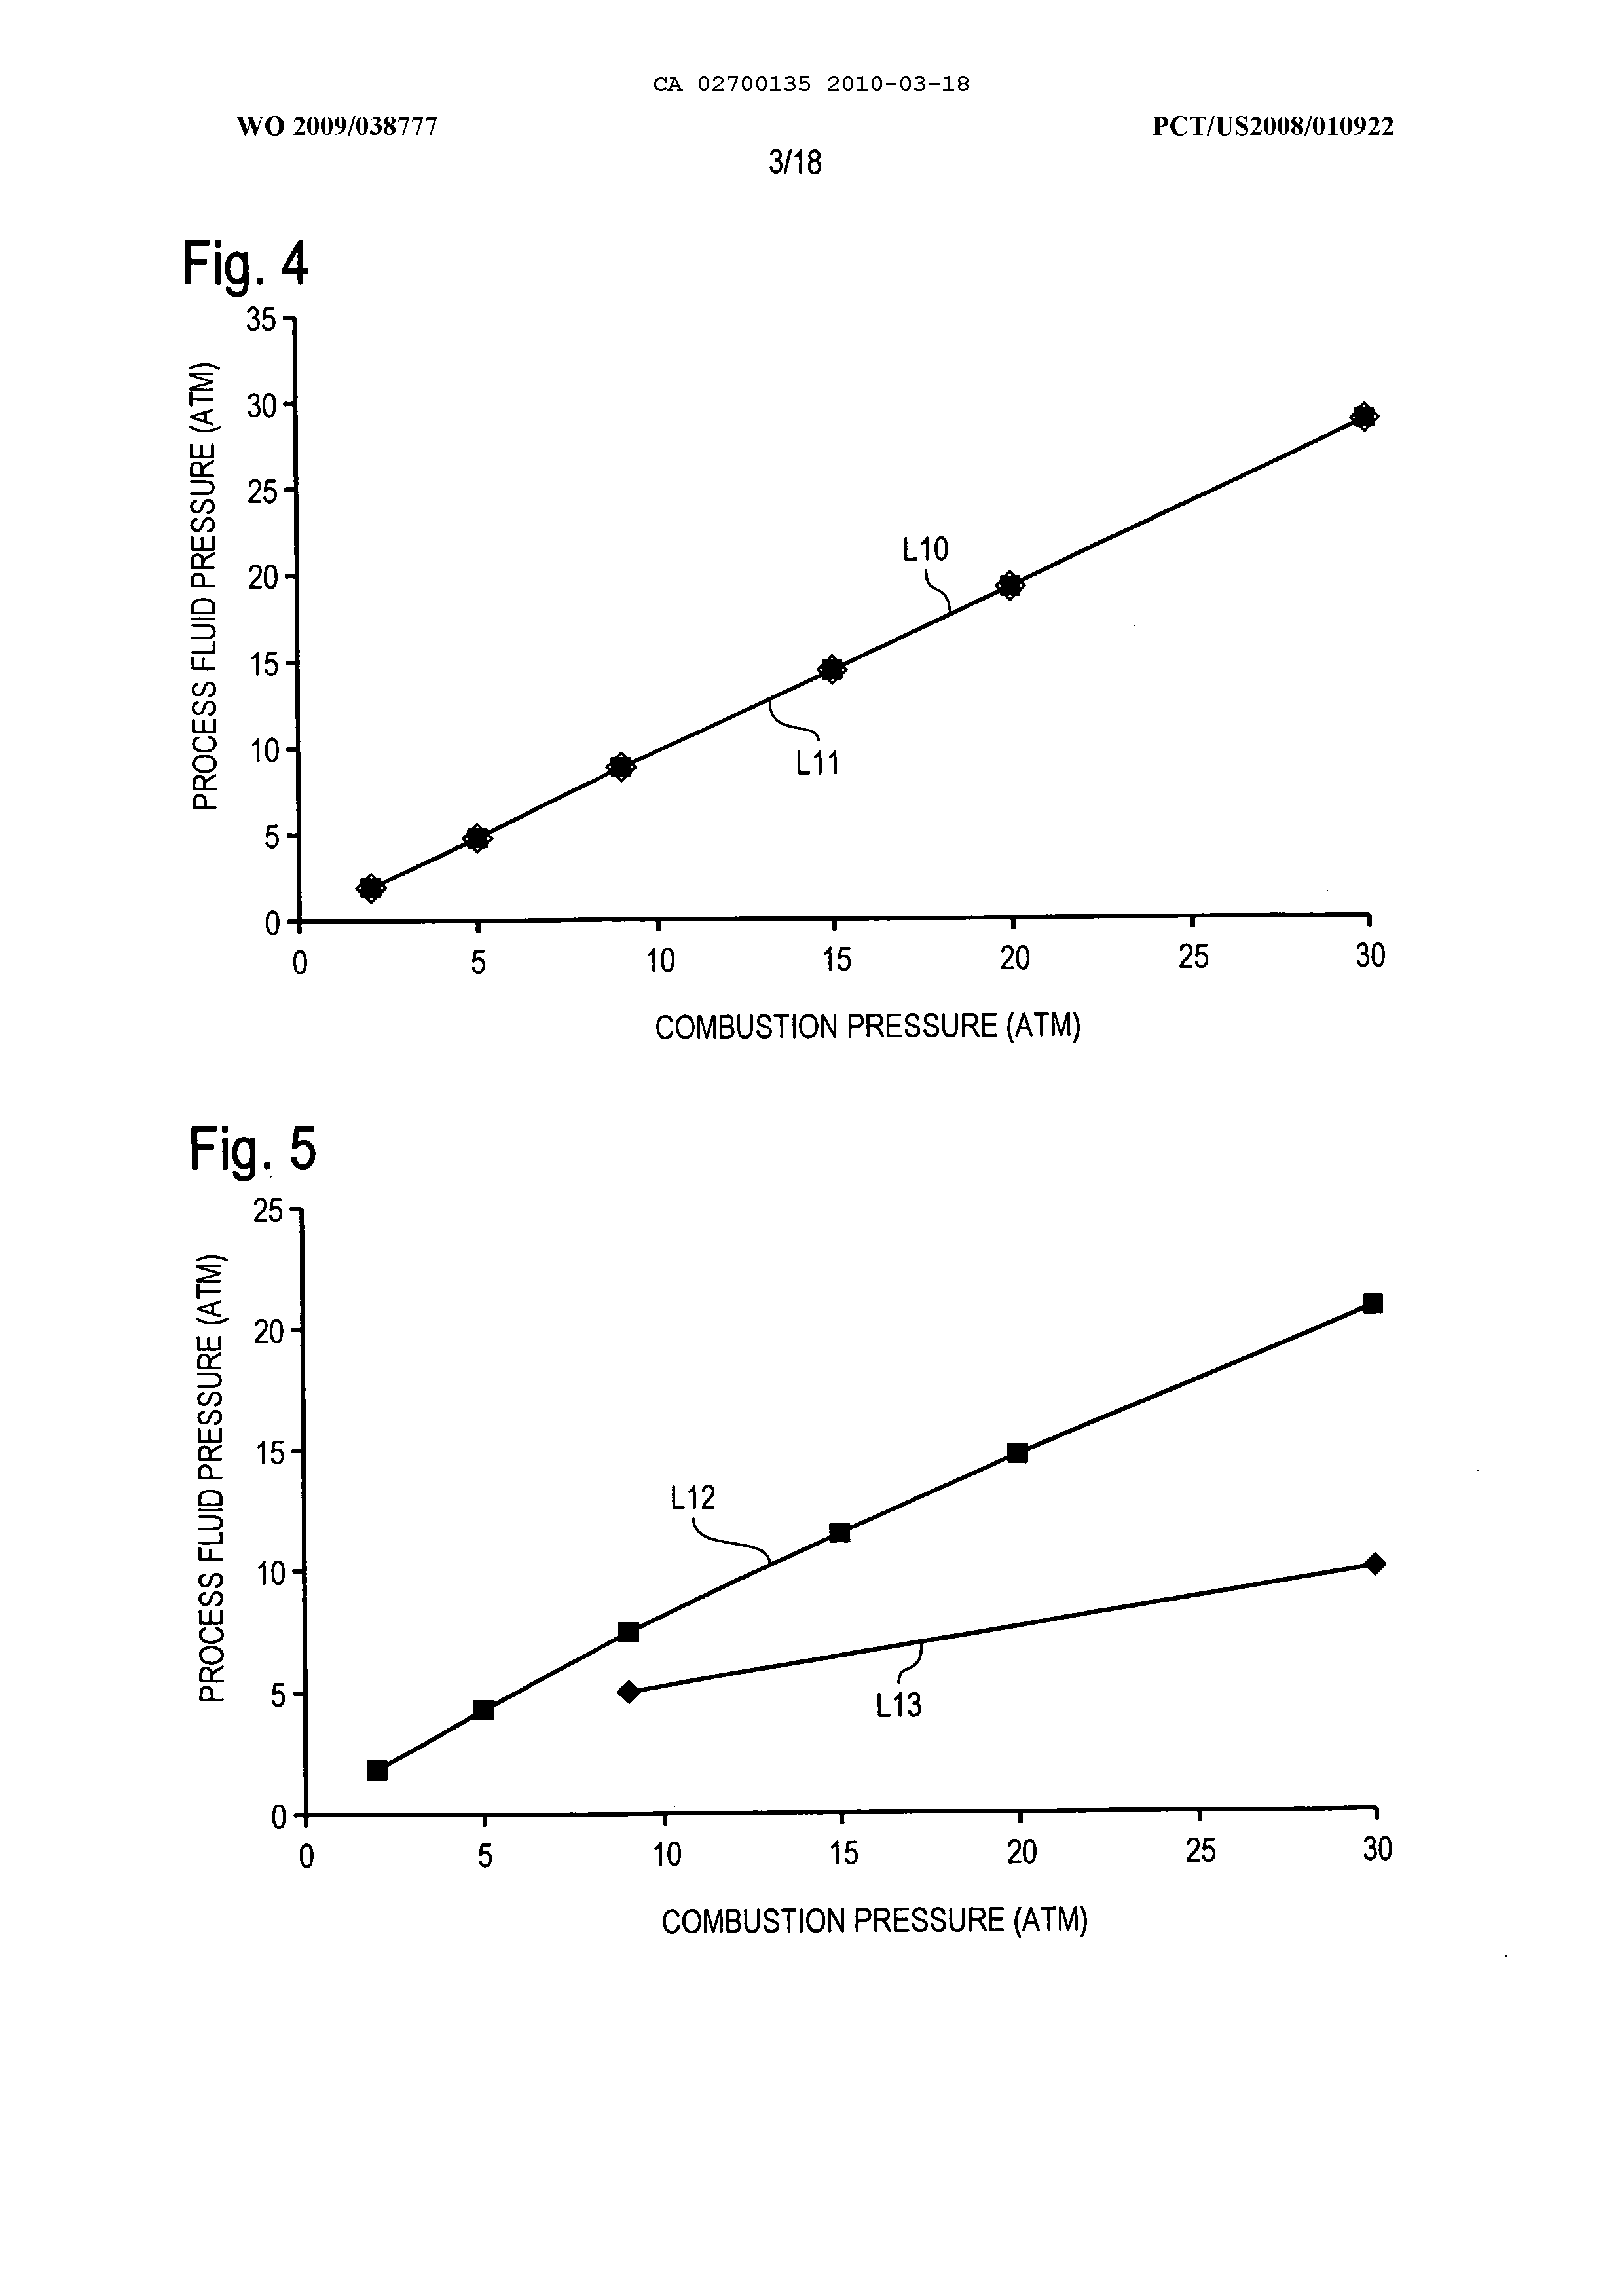 CA 02700135 2010-03-18
WO 2009/038777
PCT/US2008/010922
3/18
Fig. 4
PROCESS FLUID PRESSURE (ATM)
35
30
25
20
15
10
5
0
L10
L11
0 5 10 15 20 25 30
COMBUSTION PRESSURE (ATM)
Fig. 5
PROCESS FLUID PRESSURE (ATM)
25
20
15
10
5
0
L12
L13
0 5 10 15 20 25 30
COMBUSTION PRESSURE (ATM)